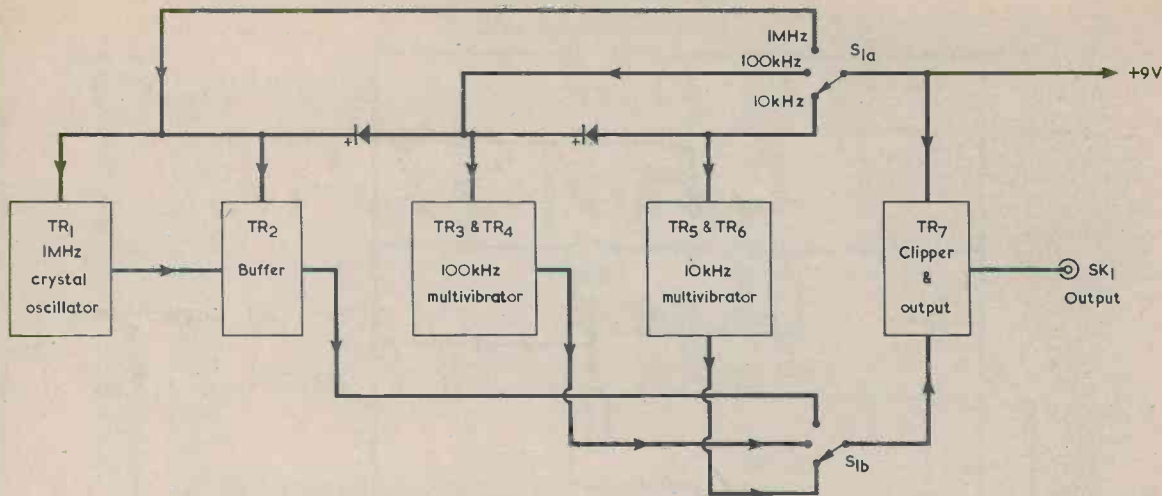 1MHz
100kHz
10kHz
S1a
+9V
+
+
TR1
1MHz
crystal
oscillator
TR2
Buffer
TR3 & TR4
100kHz
multivibrator
TR5 & TR6
10kHz
multivibrator
TR7
Clipper
&
output
SK1
Output
S1b